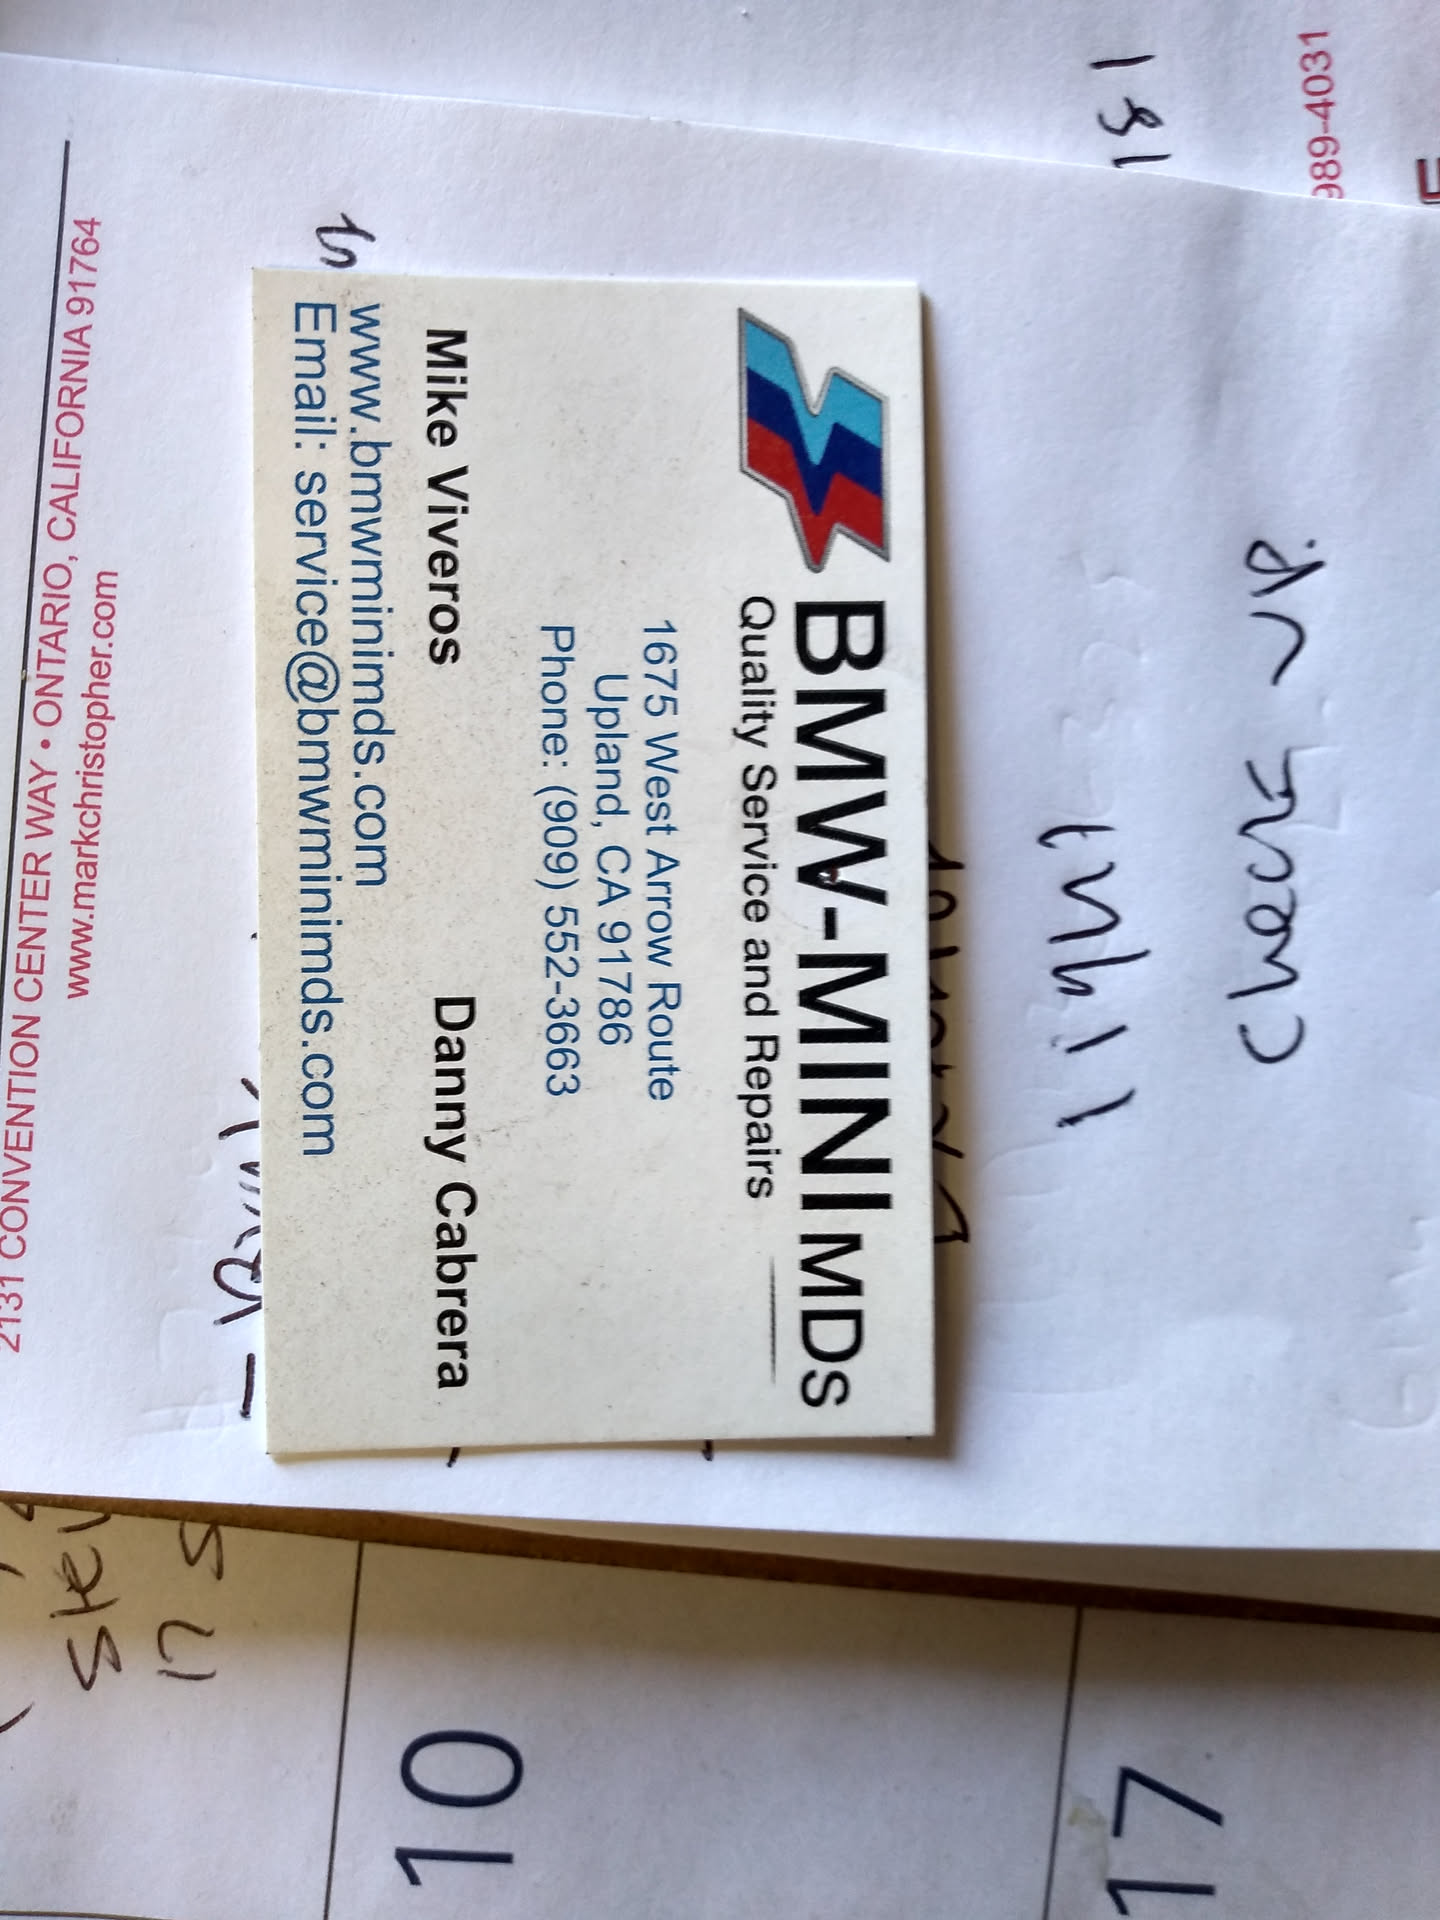 BMW-MINI MDs
Quality Service and Repairs
1675 West Arrow Route
Upland, CA 91786
Phone: (909) 552-3663
Mike Viveros Danny Cabrera
www.bmwminimds.com
Email: service@bmwminimds.com
2131 CONVENTION CENTER WAY • ONTARIO, CALIFORNIA 91764
www.markchristopher.com
989-4031
10
17